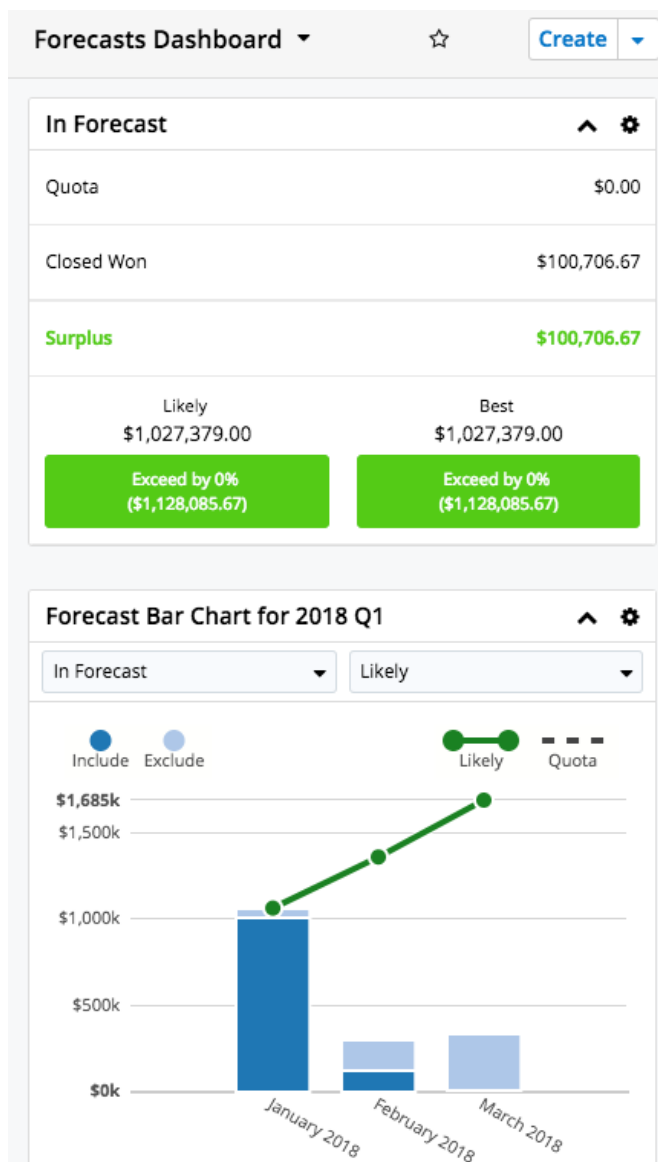 Forecasts Dashboard
Create
In Forecast
Quota $0.00
Closed Won $100,706.67
Surplus $100,706.67
Likely Best
$1,027,379.00 $1,027,379.00
Exceed by 0% Exceed by 0%
($1,128,085.67) ($1,128,085.67)
Forecast Bar Chart for 2018 Q1
In Forecast Likely
Include Exclude Likely Quota
$1,685k
$1,500k
$1,000k
$500k
$0k
January 2018 February 2018 March 2018